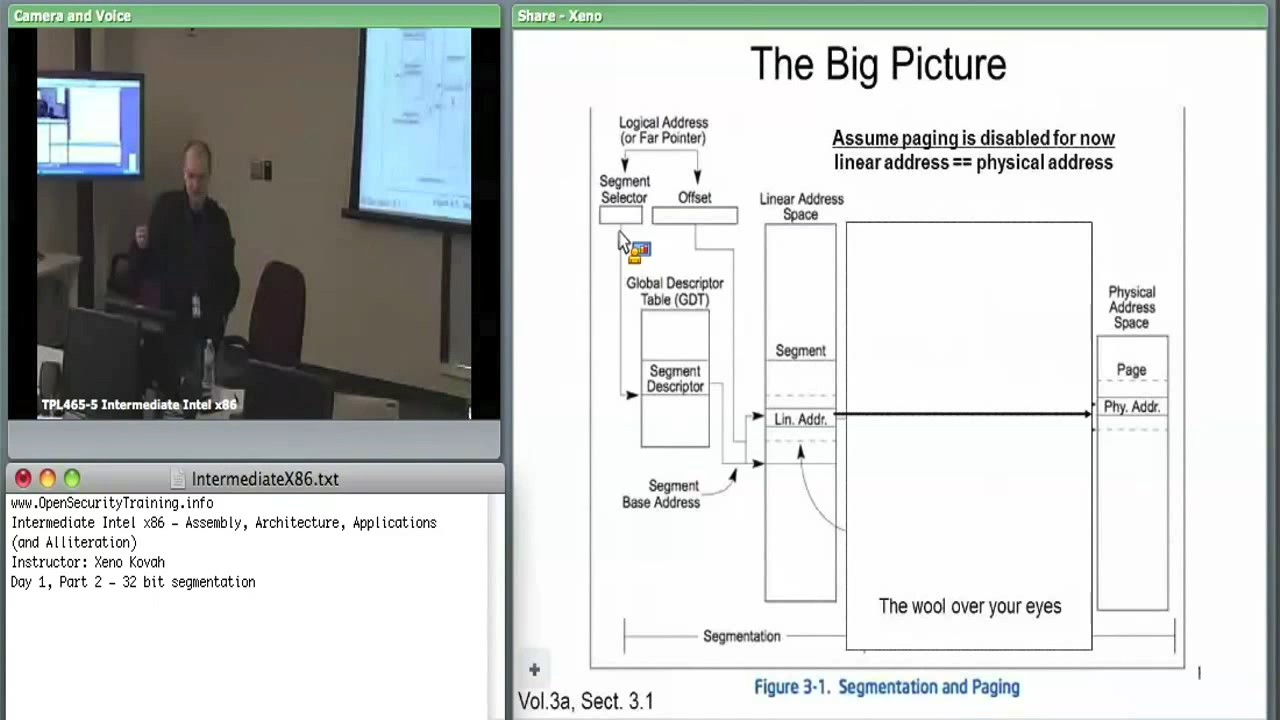 Camera and Voice
TPL465-5 Intermediate Intel x86
IntermediateX86.txt
www.OpenSecurityTraining.info
Intermediate Intel x86 – Assembly, Architecture, Applications
(and Alliteration)
Instructor: Xeno Kovah
Day 1, Part 2 – 32 bit segmentation
Share - Xeno
The Big Picture
Logical Address
(or Far Pointer)
Assume paging is disabled for now
linear address == physical address
Segment
Selector
Offset
Linear Address
Space
Global Descriptor
Table (GDT)
Physical
Address
Space
Segment
Segment
Descriptor
Page
Lin. Addr.
Phy. Addr.
Segment
Base Address
The wool over your eyes
Segmentation
Figure 3-1. Segmentation and Paging
Vol.3a, Sect. 3.1